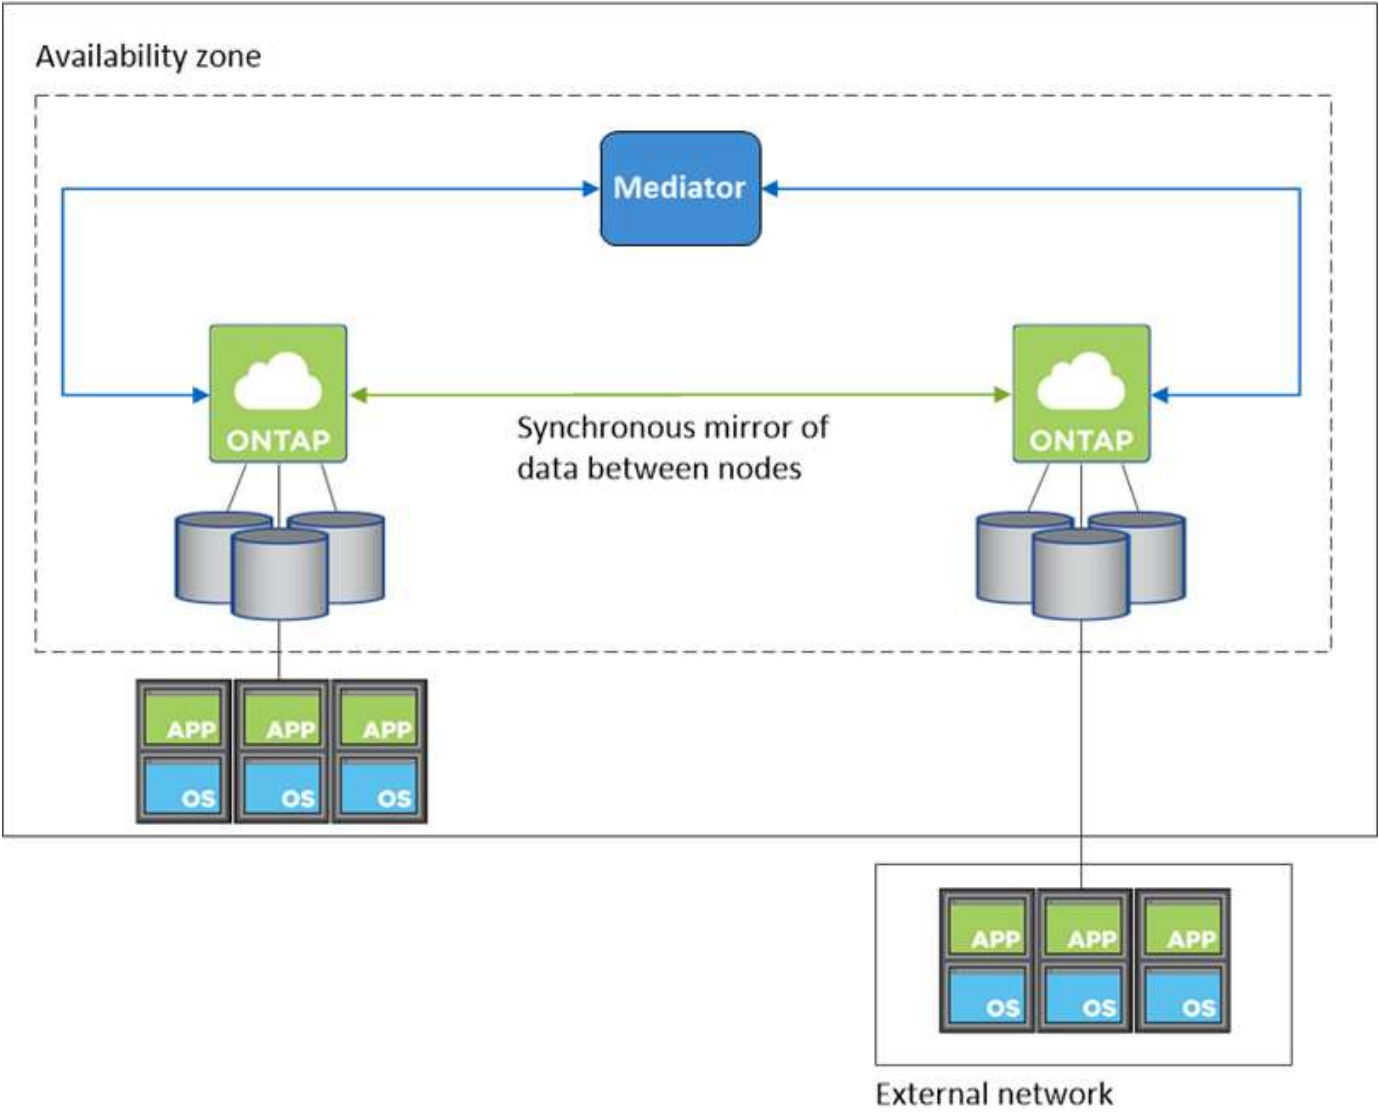 Availability zone
Mediator
ONTAP
ONTAP
Synchronous mirror of
data between nodes
APP
APP
APP
OS
OS
OS
APP
APP
APP
OS
OS
OS
External network